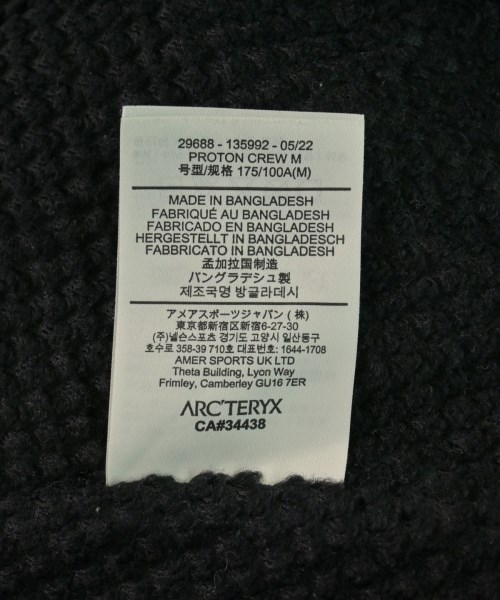 29688 - 135992 - 05/22
PROTON CREW M
号型/规格 175/100A(M)
MADE IN BANGLADESH
FABRIQUÉ AU BANGLADESH
FABRICADO EN BANGLADESH
HERGESTELLT IN BANGLADESCH
FABBRICATO IN BANGLADESH
孟加拉国制造
バングラデシュ製
제조국명 방글라데시
アメアスポーツジャパン (株)
東京都新宿区新宿6-27-30
(주)넬슨스포츠 경기도 고양시 일산동구
호수로 358-39 710호 대표번호: 1644-1708
AMER SPORTS UK LTD
Theta Building, Lyon Way
Frimley, Camberley GU16 7ER
ARC'TERYX
CA#34438